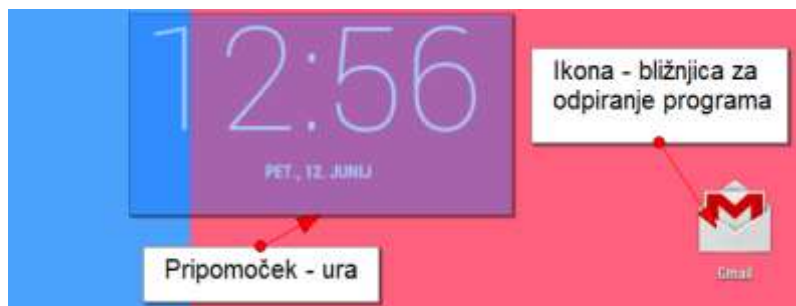 12:56
PET., 12. JUNIJ
Ikona - bližnjica za
odpiranje programa
Pripomoček - ura
Gmail